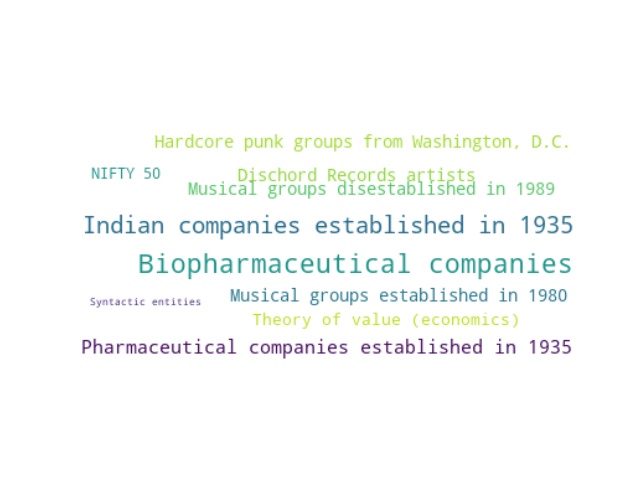 Hardcore punk groups from Washington, D.C.
NIFTY 50
Dischord Records artists
Musical groups disestablished in 1989
Indian companies established in 1935
Biopharmaceutical companies
Musical groups established in 1980
Syntactic entities
Theory of value (economics)
Pharmaceutical companies established in 1935